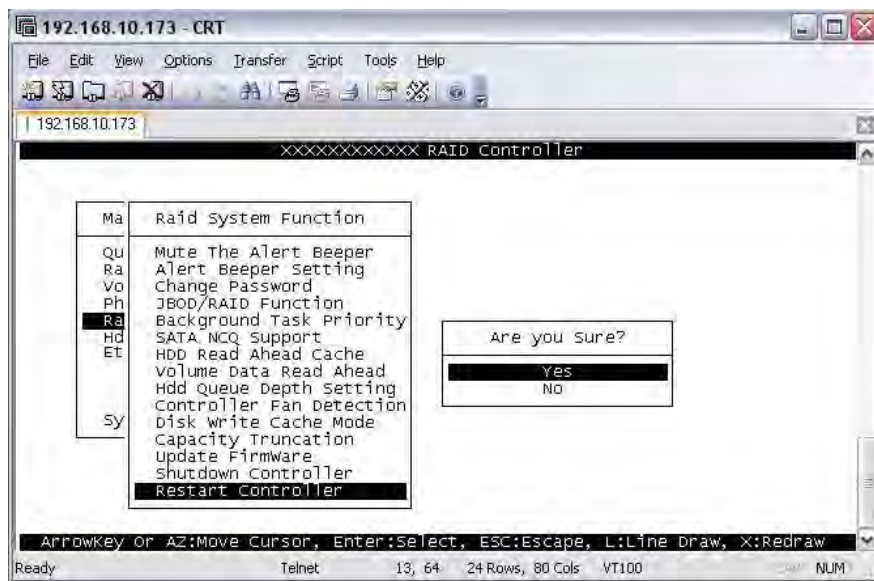 192.168.10.173 - CRT
File Edit View Options Transfer Script Tools Help
192.168.10.173
XXXXXXXXXXXX RAID Controller
Ma
Qu
Ra
Vo
Ph
Ra
Hd
Et
Sy
Raid System Function
Mute The Alert Beeper
Alert Beeper Setting
Change Password
JBOD/RAID Function
Background Task Priority
SATA NCQ Support
HDD Read Ahead Cache
Volume Data Read Ahead
Hdd Queue Depth Setting
Controller Fan Detection
Disk Write Cache Mode
Capacity Truncation
Update Firmware
Shutdown Controller
Restart Controller
Are you Sure?
Yes
No
ArrowKey Or AZ:Move Cursor, Enter:Select, ESC:Escape, L:Line Draw, X:Redraw
Ready Telnet 13, 64 24 Rows, 80 Cols VT100 NUM